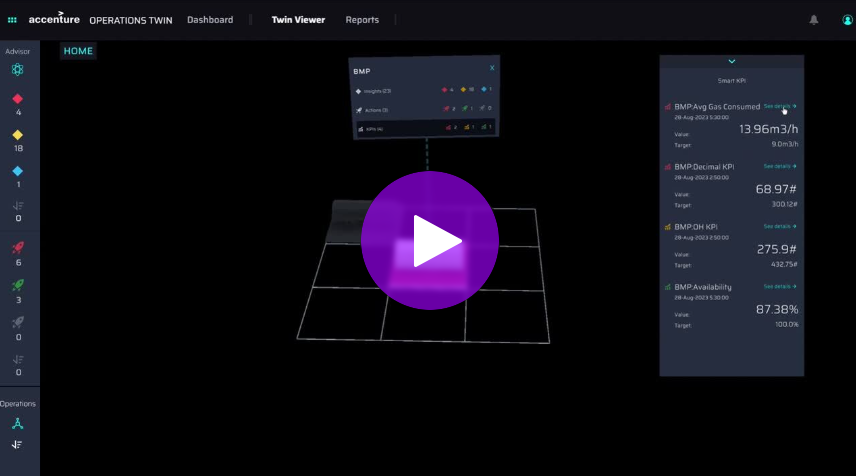 accenture OPERATIONS TWIN Dashboard Twin Viewer Reports
Advisor
HOME
4
18
1
0
6
3
0
0
Operations
BMP X
Insights (23) 4 18 1
Actions (9) 1 0
KPIs (4) 2 1 1
Smart KPI
BMP:Avg Gas Consumed See details
28-Aug-2023 5:30:00
Value: 13.96m3/h
Target: 9.0m3/h
BMP:Decimal KPI See details
28-Aug-2023 2:50:00
Value: 68.97#
Target: 300.12#
BMP:OH KPI See details
28-Aug-2023 2:50:00
Value: 275.9#
Target: 432.75#
BMP:Availability See details
28-Aug-2023 5:30:00
Value: 87.38%
Target: 100.0%